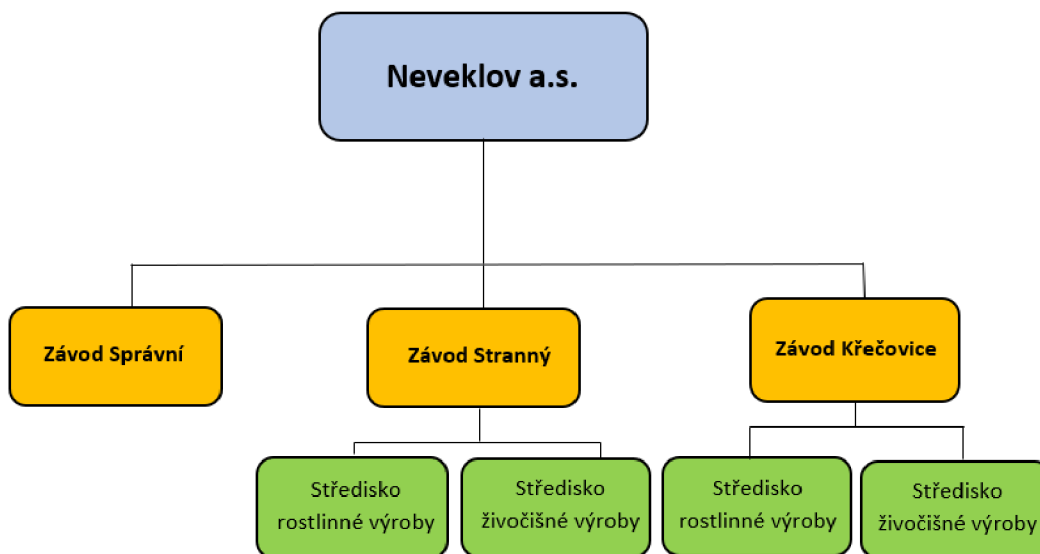 Neveklov a.s.
Závod Správní
Závod Stranný
Závod Křečovice
Středisko
rostlinné výroby
Středisko
živočišné výroby
Středisko
rostlinné výroby
Středisko
živočišné výroby